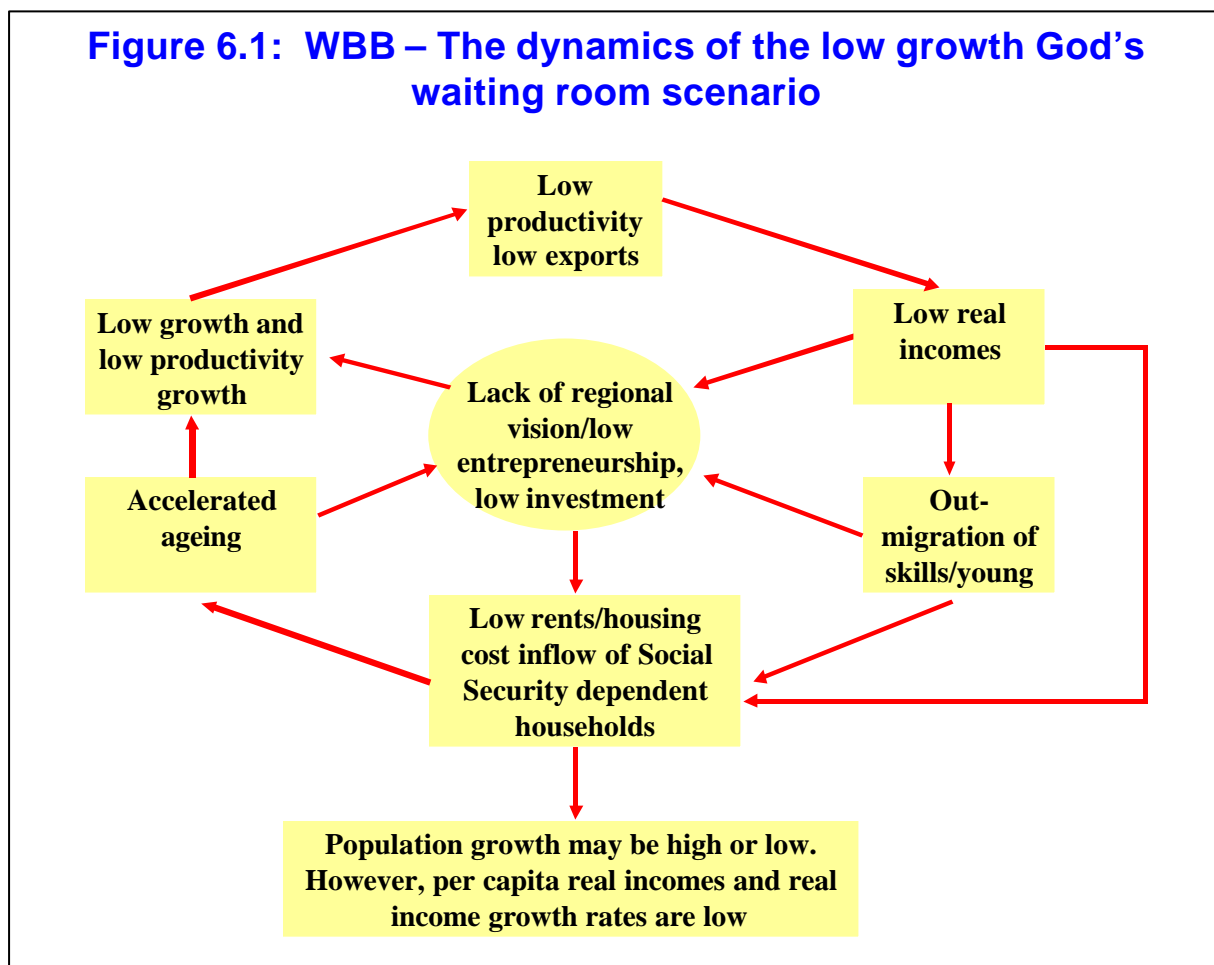 Figure 6.1:  WBB – The dynamics of the low growth God's
waiting room scenario
Low
productivity
low exports
Low growth and
low productivity
growth
Low real
incomes
Lack of regional
vision/low
entrepreneurship,
low investment
Accelerated
ageing
Out-
migration of
skills/young
Low rents/housing
cost inflow of Social
Security dependent
households
Population growth may be high or low.
However, per capita real incomes and real
income growth rates are low